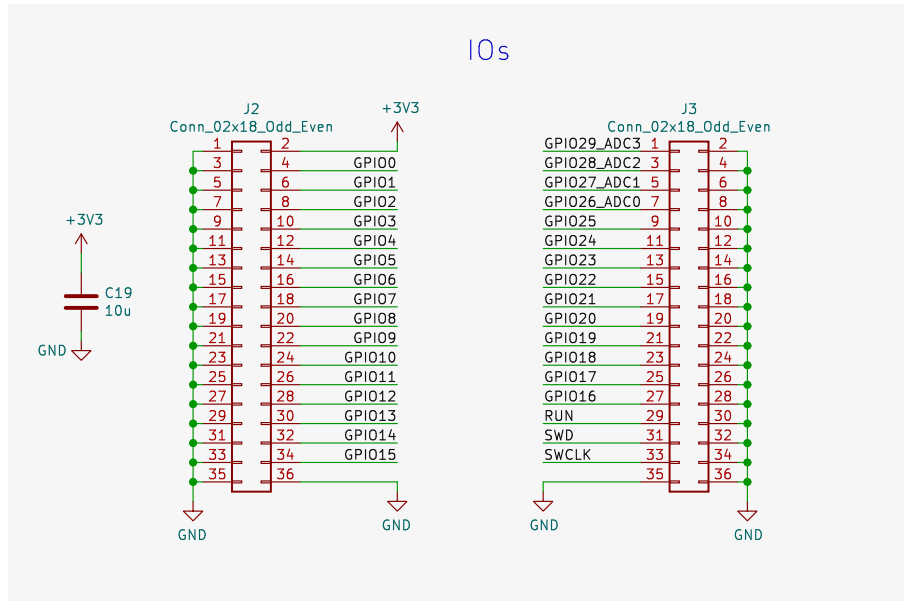 IOs
J2
Conn_02x18_Odd_Even
+3V3
1 2
3 4 GPIO0
5 6 GPIO1
7 8 GPIO2
9 10 GPIO3
11 12 GPIO4
13 14 GPIO5
15 16 GPIO6
17 18 GPIO7
19 20 GPIO8
21 22 GPIO9
23 24 GPIO10
25 26 GPIO11
27 28 GPIO12
29 30 GPIO13
31 32 GPIO14
33 34 GPIO15
35 36
GND
GND
+3V3
C19
10u
GND
J3
Conn_02x18_Odd_Even
GPIO29_ADC3 1 2
GPIO28_ADC2 3 4
GPIO27_ADC1 5 6
GPIO26_ADC0 7 8
GPIO25 9 10
GPIO24 11 12
GPIO23 13 14
GPIO22 15 16
GPIO21 17 18
GPIO20 19 20
GPIO19 21 22
GPIO18 23 24
GPIO17 25 26
GPIO16 27 28
RUN 29 30
SWD 31 32
SWCLK 33 34
35 36
GND
GND